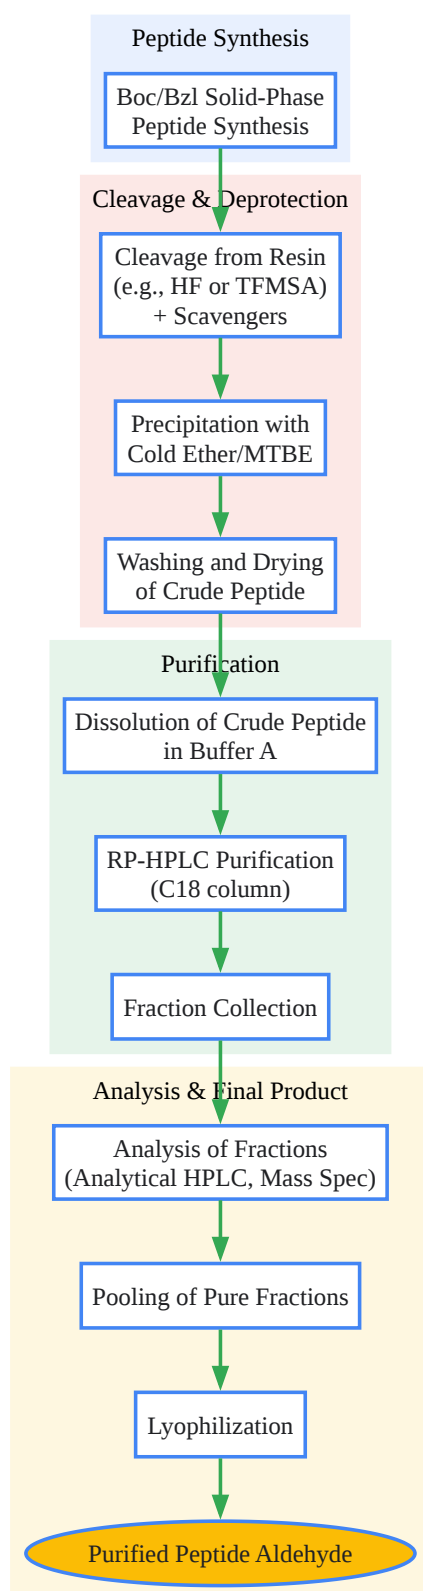 Peptide Synthesis
Boc/Bzl Solid-Phase
Peptide Synthesis
Cleavage & Deprotection
Cleavage from Resin
(e.g., HF or TFMSA)
+ Scavengers
Precipitation with
Cold Ether/MTBE
Washing and Drying
of Crude Peptide
Purification
Dissolution of Crude Peptide
in Buffer A
RP-HPLC Purification
(C18 column)
Fraction Collection
Analysis & Final Product
Analysis of Fractions
(Analytical HPLC, Mass Spec)
Pooling of Pure Fractions
Lyophilization
Purified Peptide Aldehyde